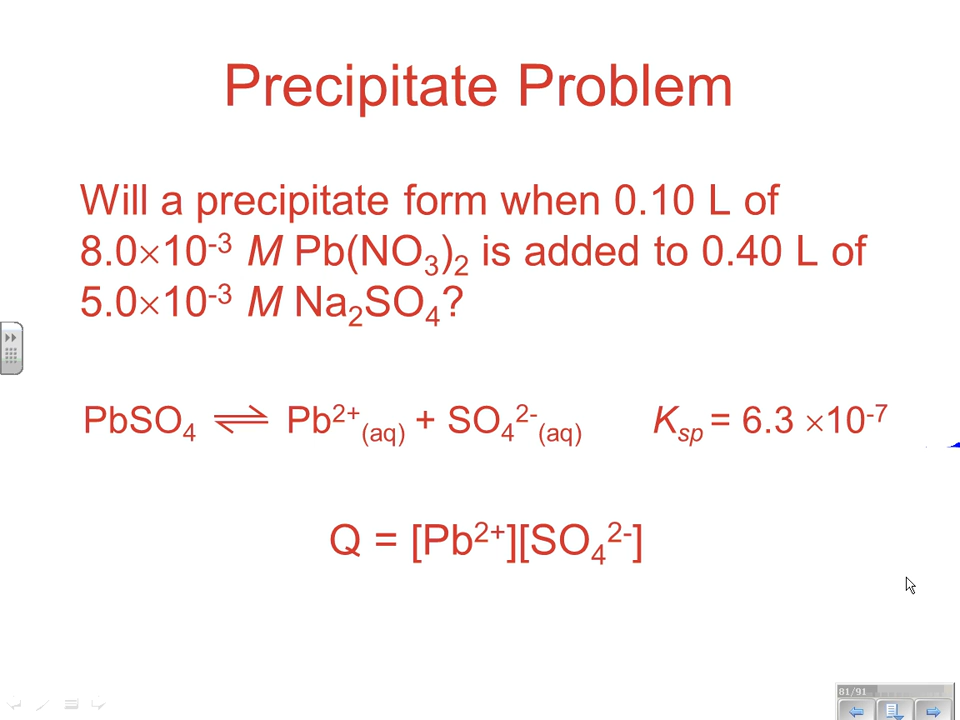 Precipitate Problem
Will a precipitate form when 0.10 L of
8.0×10⁻³ M Pb(NO₃)₂ is added to 0.40 L of
5.0×10⁻³ M Na₂SO₄?
PbSO₄ ⇌ Pb²⁺(aq) + SO₄²⁻(aq) Ksp = 6.3 ×10⁻⁷
Q = [Pb²⁺][SO₄²⁻]
81/91